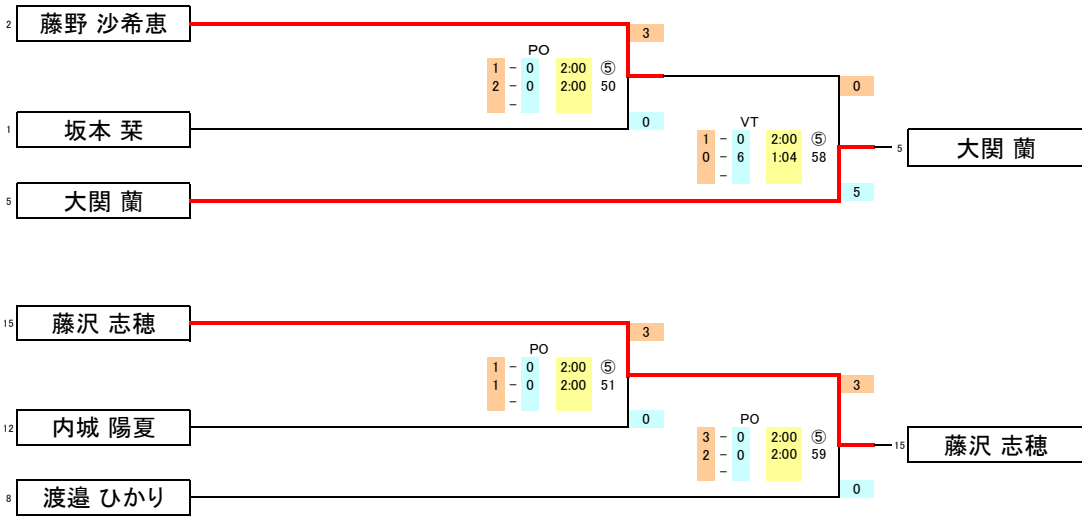 2 藤野 沙希恵
3
PO
1 - 0 2:00 ⑤
2 - 0 2:00 50
-
0
0
1 坂本 栞
0
VT
1 - 0 2:00 ⑤
0 - 6 1:04 58
-
5 大関 蘭
5 大関 蘭
5
15 藤沢 志穂
3
PO
1 - 0 2:00 ⑤
1 - 0 2:00 51
-
3
12 内城 陽夏
0
PO
3 - 0 2:00 ⑤
2 - 0 2:00 59
-
15 藤沢 志穂
8 渡邉 ひかり
0